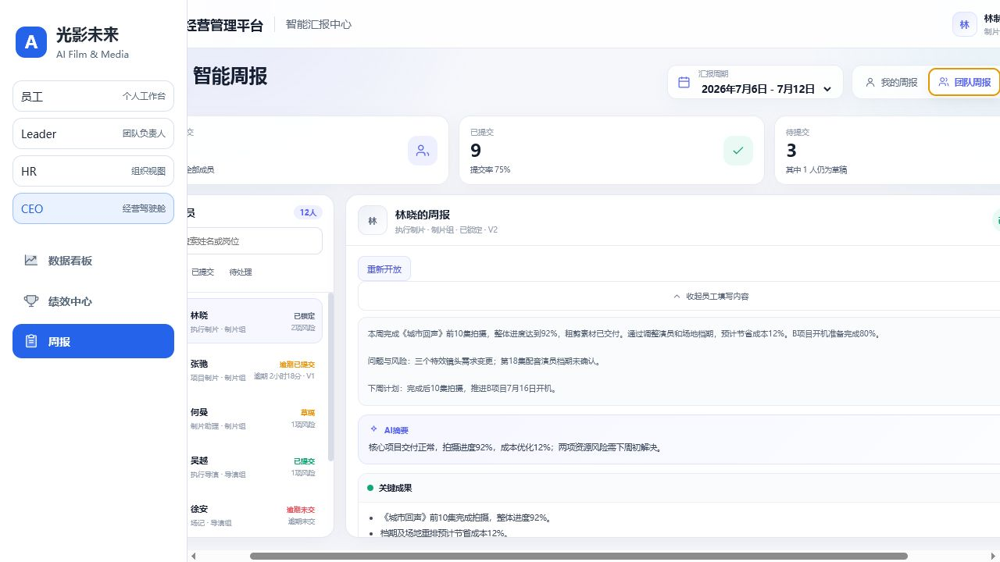 A
光影未来
AI Film & Media
员工 个人工作台
Leader 团队负责人
HR 组织视图
CEO 经营驾驶舱
数据看板
绩效中心
周报
经营管理平台 智能汇报中心
林
制片
智能周报
汇报周期
2026年7月6日 - 7月12日
我的周报
团队周报
交
全部成员
已提交
9
提交率 75%
待提交
3
其中 1 人仍为草稿
员 12人
搜索姓名或岗位
已提交 待处理
林晓 已锁定
执行制片 · 制片组 2项风险
张驰 逾期已提交
项目制片 · 制片组 逾期 2小时18分 · V1
何曼 草稿
制片助理 · 制片组 1项风险
吴越 已提交
执行导演 · 导演组 1项风险
徐安 逾期未交
场记 · 导演组 逾期未交
林
林晓的周报
执行制片 · 制片组 · 已锁定 · V2
重新开放
收起员工填写内容
本周完成《城市回声》前10集拍摄，整体进度达到92%，粗剪素材已交付。通过调整演员和场地档期，预计节省成本12%。B项目开机准备完成80%。
问题与风险：三个特效镜头需求变更；第18集配音演员档期未确认。
下周计划：完成后10集拍摄，推进B项目7月16日开机。
AI摘要
核心项目交付正常，拍摄进度92%，成本优化12%；两项资源风险需下周初解决。
关键成果
• 《城市回声》前10集完成拍摄，整体进度92%。
• 档期及场地重排预计节省成本12%。